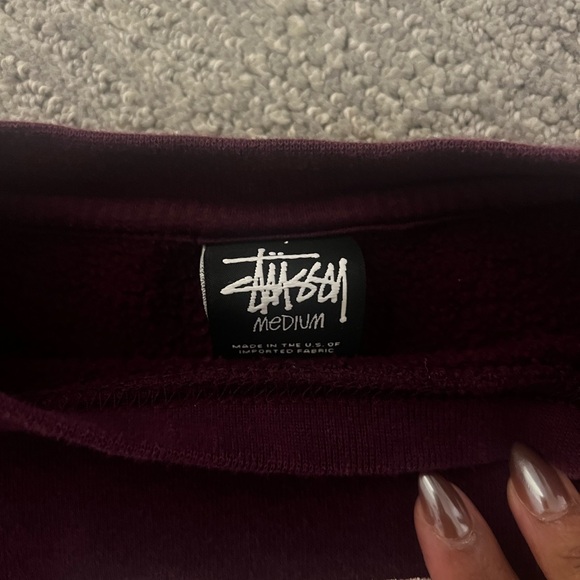 Stüssy
MEDIUM
MADE IN THE U.S. OF
IMPORTED FABRIC